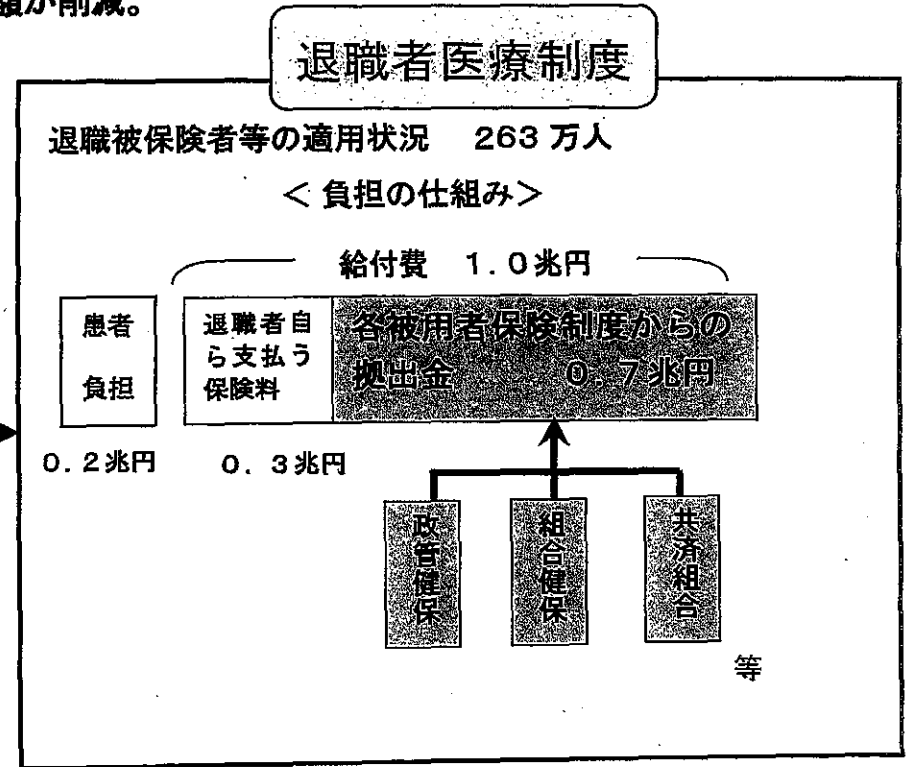 額が削減。
退職者医療制度
退職被保険者等の適用状況 263万人
＜負担の仕組み＞
給付費 1.0兆円
患者
負担
退職者自
ら支払う
保険料
各被用者保険制度からの
拠出金 0.7兆円
0.2兆円 0.3兆円
政管健保
組合健保
共済組合
等